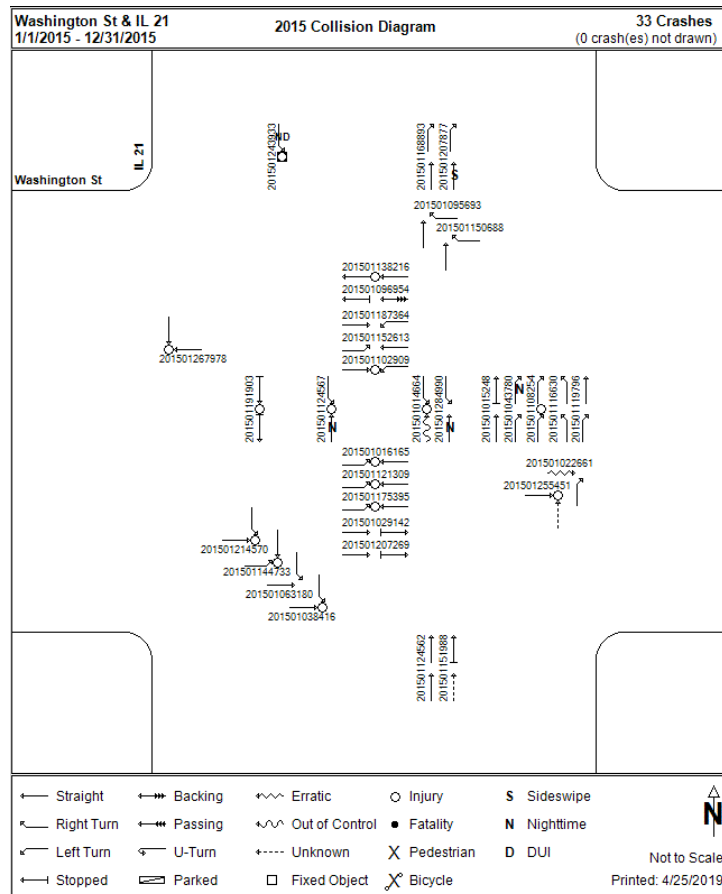 Washington St & IL 21
1/1/2015 - 12/31/2015
2015 Collision Diagram
33 Crashes
(0 crash(es) not drawn)
IL 21
Washington St
201501243933
ND
201501168893
201501207877
S
201501095693
201501150688
201501138216
201501096954
201501187364
201501152613
201501102909
201501267978
201501191903
201501124567
N
201501014664
201501284990
N
201501015248
201501043780
N
201501108254
201501116630
201501119796
201501016165
201501121309
201501175395
201501029142
201501207269
201501022661
201501255451
201501214570
201501144733
201501063180
201501038416
201501124562
201501151988
Straight
Backing
Erratic
Injury
S Sideswipe
Right Turn
Passing
Out of Control
Fatality
N Nighttime
Left Turn
U-Turn
Unknown
Pedestrian
D DUI
Stopped
Parked
Fixed Object
Bicycle
N
Not to Scale
Printed: 4/25/2019